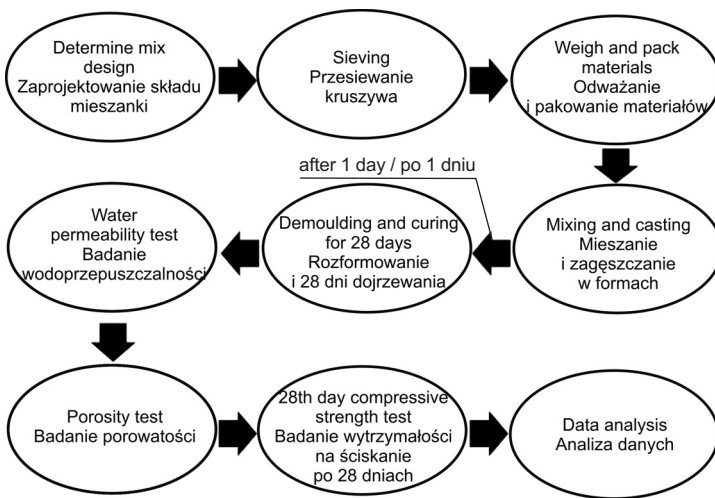 Determine mix
design
Zaprojektowanie składu
mieszanki
Sieving
Przesiewanie
kruszywa
Weigh and pack
materials
Odważanie
i pakowanie materiałów
Mixing and casting
Mieszanie
i zagęszczanie
w formach
after 1 day / po 1 dniu
Demoulding and curing
for 28 days
Rozformowanie
i 28 dni dojrzewania
Water
permeability test
Badanie
wodoprzepuszczalności
Porosity test
Badanie porowatości
28th day compressive
strength test
Badanie wytrzymałości
na ściskanie
po 28 dniach
Data analysis
Analiza danych